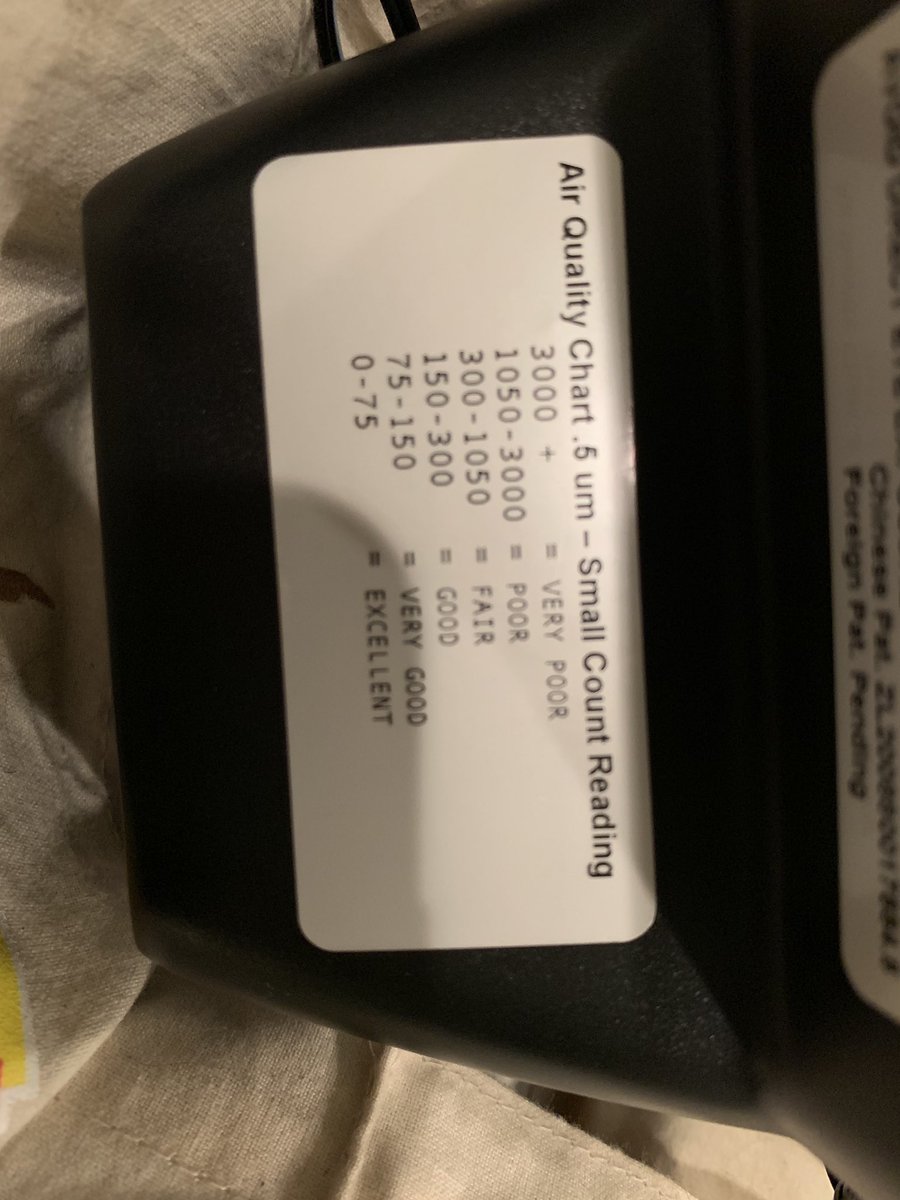 Air Quality Chart .5 um – Small Count Reading
3000 + = VERY POOR
1050-3000 = POOR
300-1050 = FAIR
150-300 = GOOD
75-150 = VERY GOOD
0-75 = EXCELLENT
Chinese Pat.
Foreign Pat. Pending